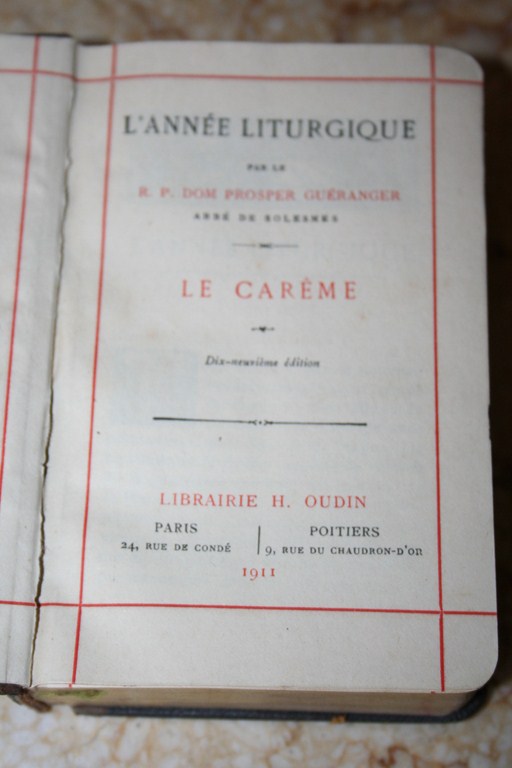 L'ANNÉE LITURGIQUE
PAR LE
R. P. DOM PROSPER GUÉRANGER
ABBÉ DE SOLESMES
LE CARÊME
Dix-neuvième édition
LIBRAIRIE H. OUDIN
PARIS
24, RUE DE CONDÉ
POITIERS
9, RUE DU CHAUDRON-D'OR
1911